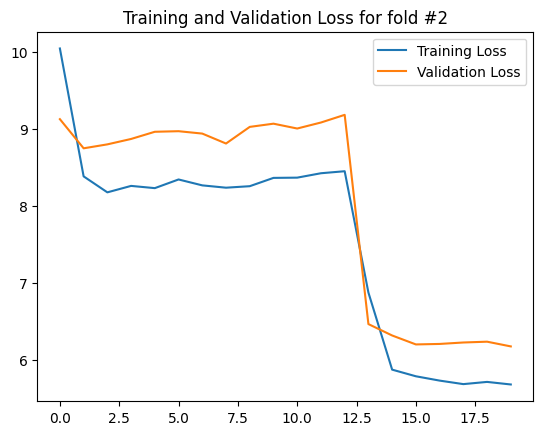 Training and Validation Loss for fold #2
Training Loss
Validation Loss
10
9
8
7
6
0.0 2.5 5.0 7.5 10.0 12.5 15.0 17.5